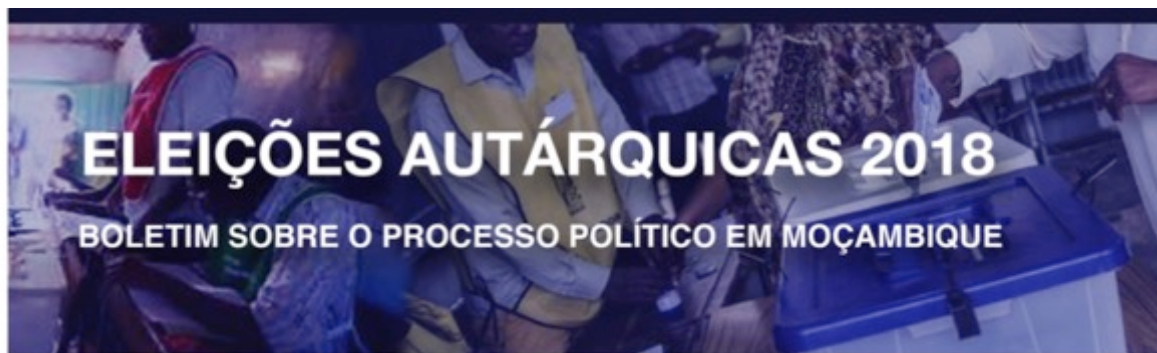 ELEIÇÕES AUTÁRQUICAS 2018
BOLETIM SOBRE O PROCESSO POLÍTICO EM MOÇAMBIQUE